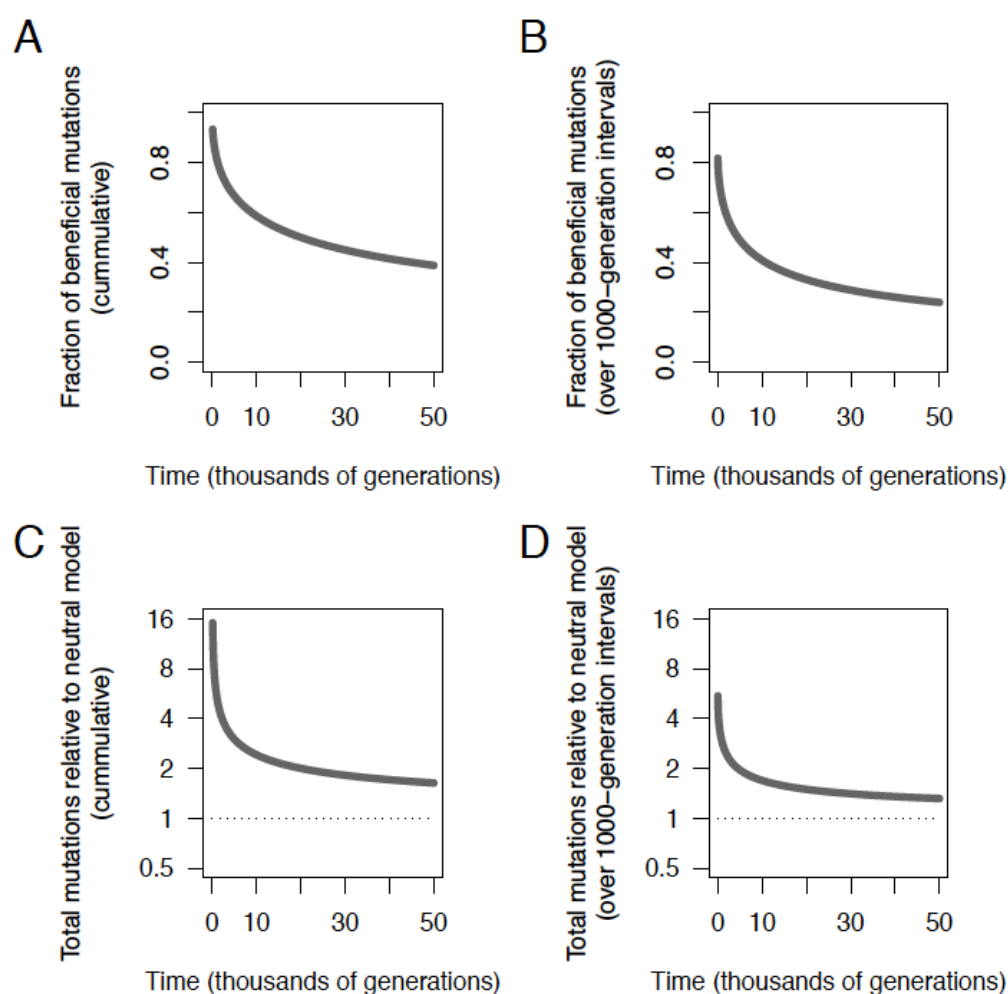 A
Fraction of beneficial mutations
(cummulative)
0.0 0.4 0.8
0 10 30 50
Time (thousands of generations)
B
Fraction of beneficial mutations
(over 1000−generation intervals)
0.0 0.4 0.8
0 10 30 50
Time (thousands of generations)
C
Total mutations relative to neutral model
(cummulative)
16
8
4
2
1
0.5
0 10 30 50
Time (thousands of generations)
D
Total mutations relative to neutral model
(over 1000−generation intervals)
16
8
4
2
1
0.5
0 10 30 50
Time (thousands of generations)